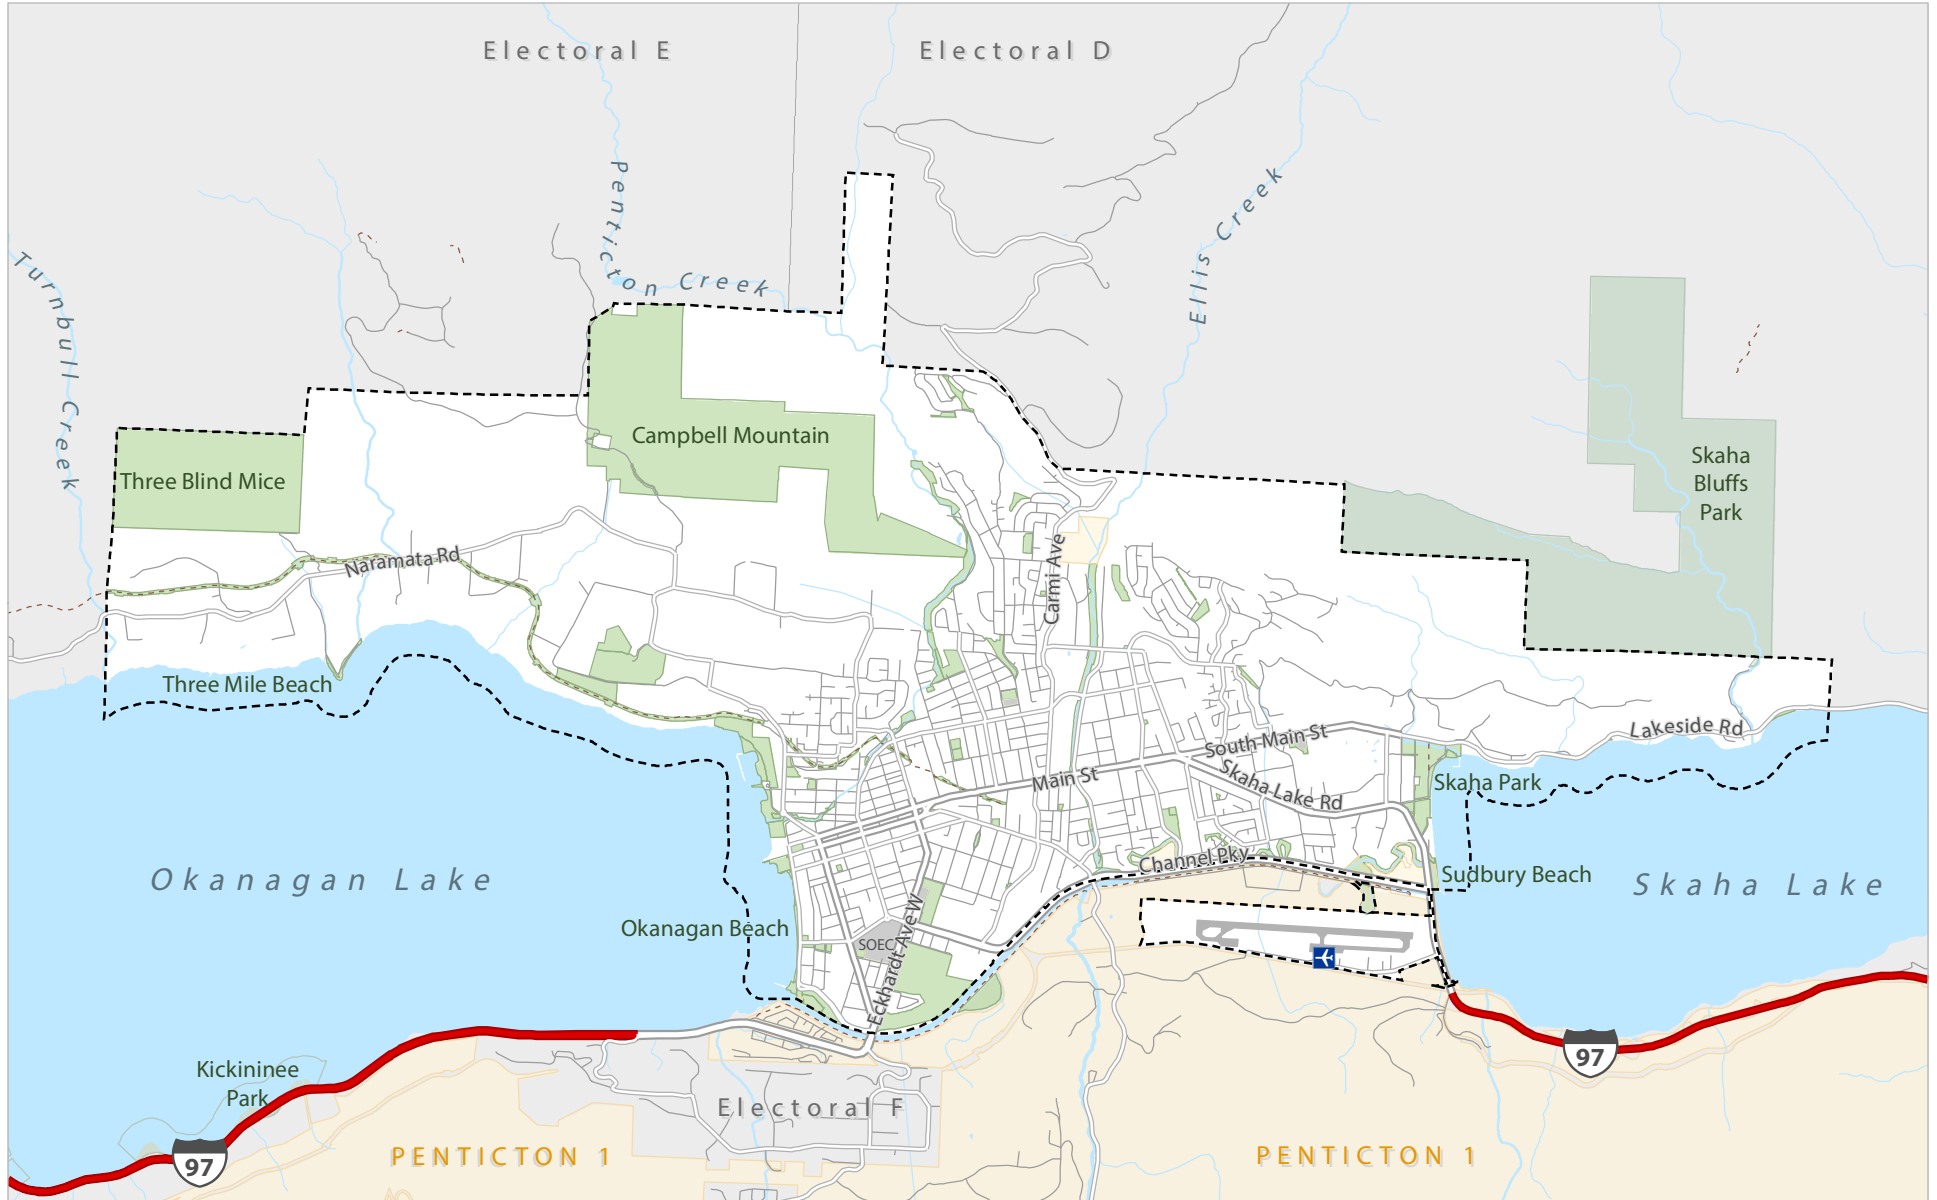 Electoral E
Electoral D
Penticton Creek
Ellis Creek
Turnbull Creek
Campbell Mountain
Three Blind Mice
Skaha
Bluffs
Park
Naramata Rd
Carmi Ave
Three Mile Beach
Lakeside Rd
South Main St
Main St
Skaha Lake Rd
Skaha Park
Channel Pky
Sudbury Beach
Okanagan Lake
Skaha Lake
Okanagan Beach
SOEC
Eckhardt Ave W
Kickininee
Park
97
Electoral F
97
PENTICTON 1
PENTICTON 1